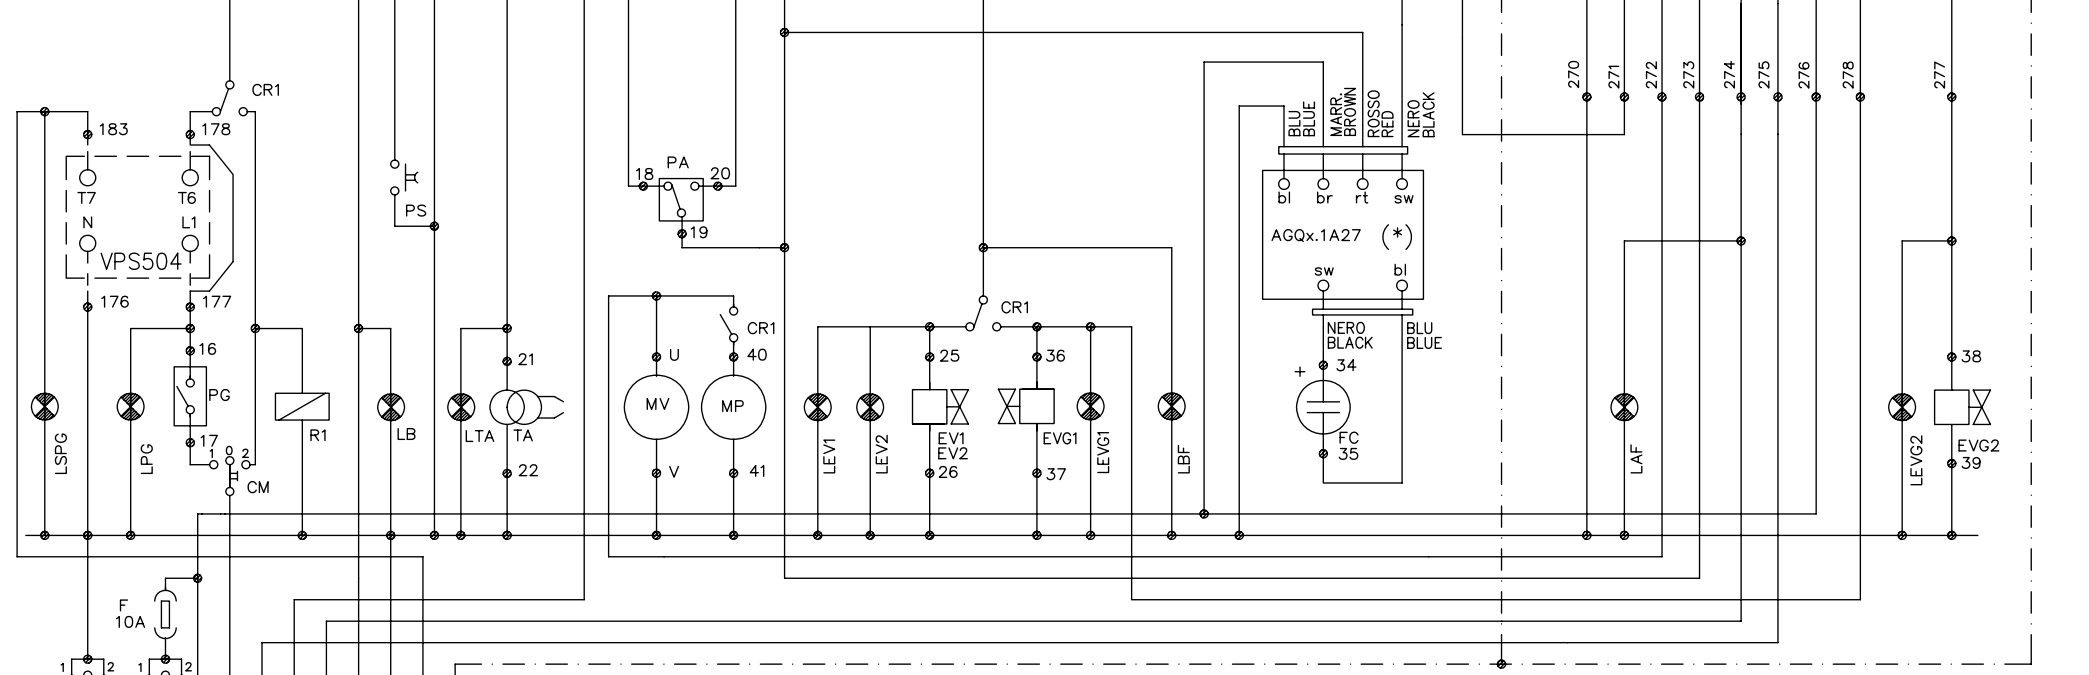 CR1
183
178
T7
T6
N
L1
VPS504
176
177
16
PG
17
1 0 2
CM
LSPG
LPG
R1
PS
LB
LTA
TA
21
22
18
PA
20
19
U
CR1
40
MV
MP
V
41
LEV1
LEV2
25
EV1
EV2
26
CR1
36
EVG1
37
LEVG1
LBF
BLU
BLUE
MARR.
BROWN
ROSSO
RED
NERO
BLACK
bl
br
rt
sw
AGQx.1A27
(*)
sw
bl
NERO
BLACK
BLU
BLUE
+
34
FC
35
270
271
272
273
274
275
276
278
277
LAF
LEVG2
38
EVG2
39
F
10A
1
2
1
2